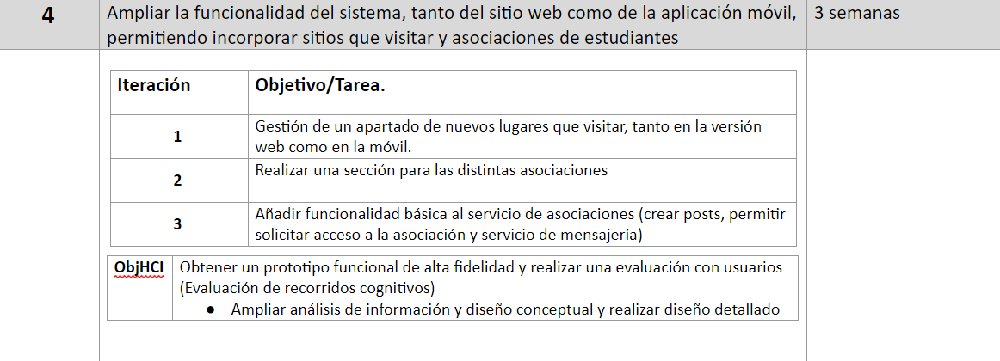 4
Ampliar la funcionalidad del sistema, tanto del sitio web como de la aplicación móvil,
permitiendo incorporar sitios que visitar y asociaciones de estudiantes
3 semanas
Iteración
Objetivo/Tarea.
1
Gestión de un apartado de nuevos lugares que visitar, tanto en la versión
web como en la móvil.
2
Realizar una sección para las distintas asociaciones
3
Añadir funcionalidad básica al servicio de asociaciones (crear posts, permitir
solicitar acceso a la asociación y servicio de mensajería)
ObjHCI
Obtener un prototipo funcional de alta fidelidad y realizar una evaluación con usuarios
(Evaluación de recorridos cognitivos)
● Ampliar análisis de información y diseño conceptual y realizar diseño detallado